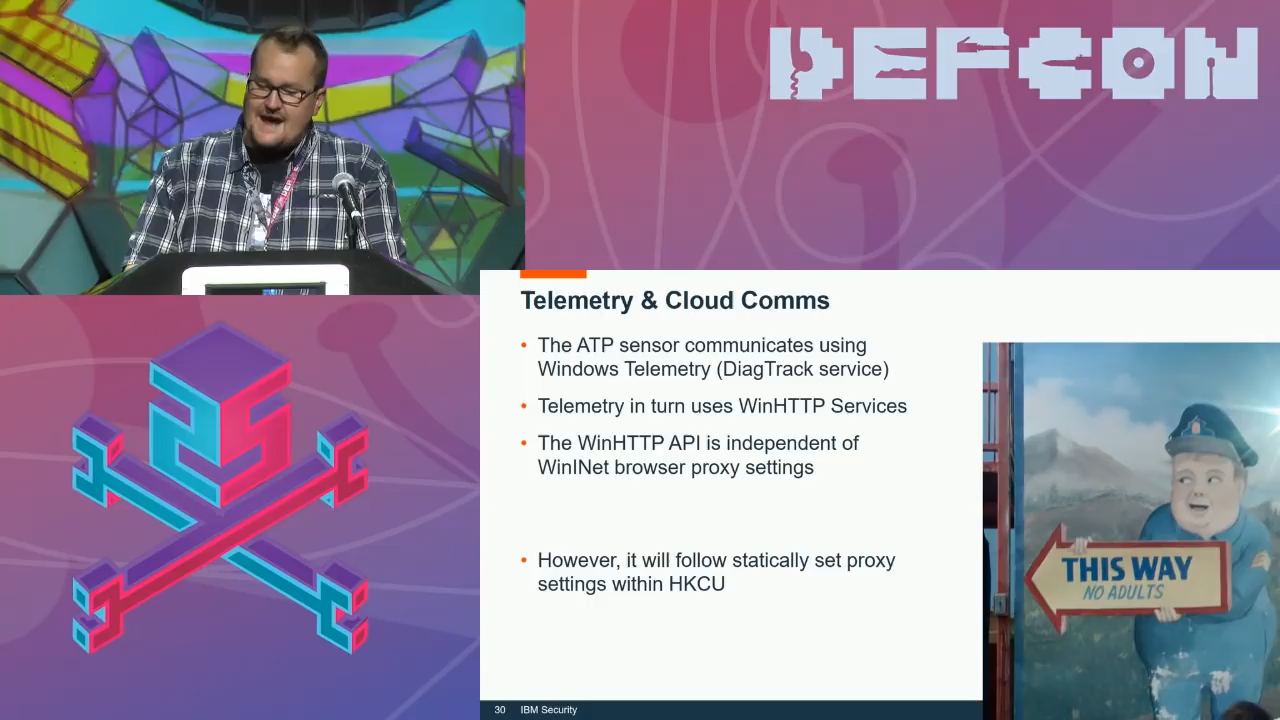 DEFCON
Telemetry & Cloud Comms
• The ATP sensor communicates using
Windows Telemetry (DiagTrack service)
• Telemetry in turn uses WinHTTP Services
• The WinHTTP API is independent of
WinINet browser proxy settings
• However, it will follow statically set proxy
settings within HKCU
THIS WAY
NO ADULTS
30 IBM Security